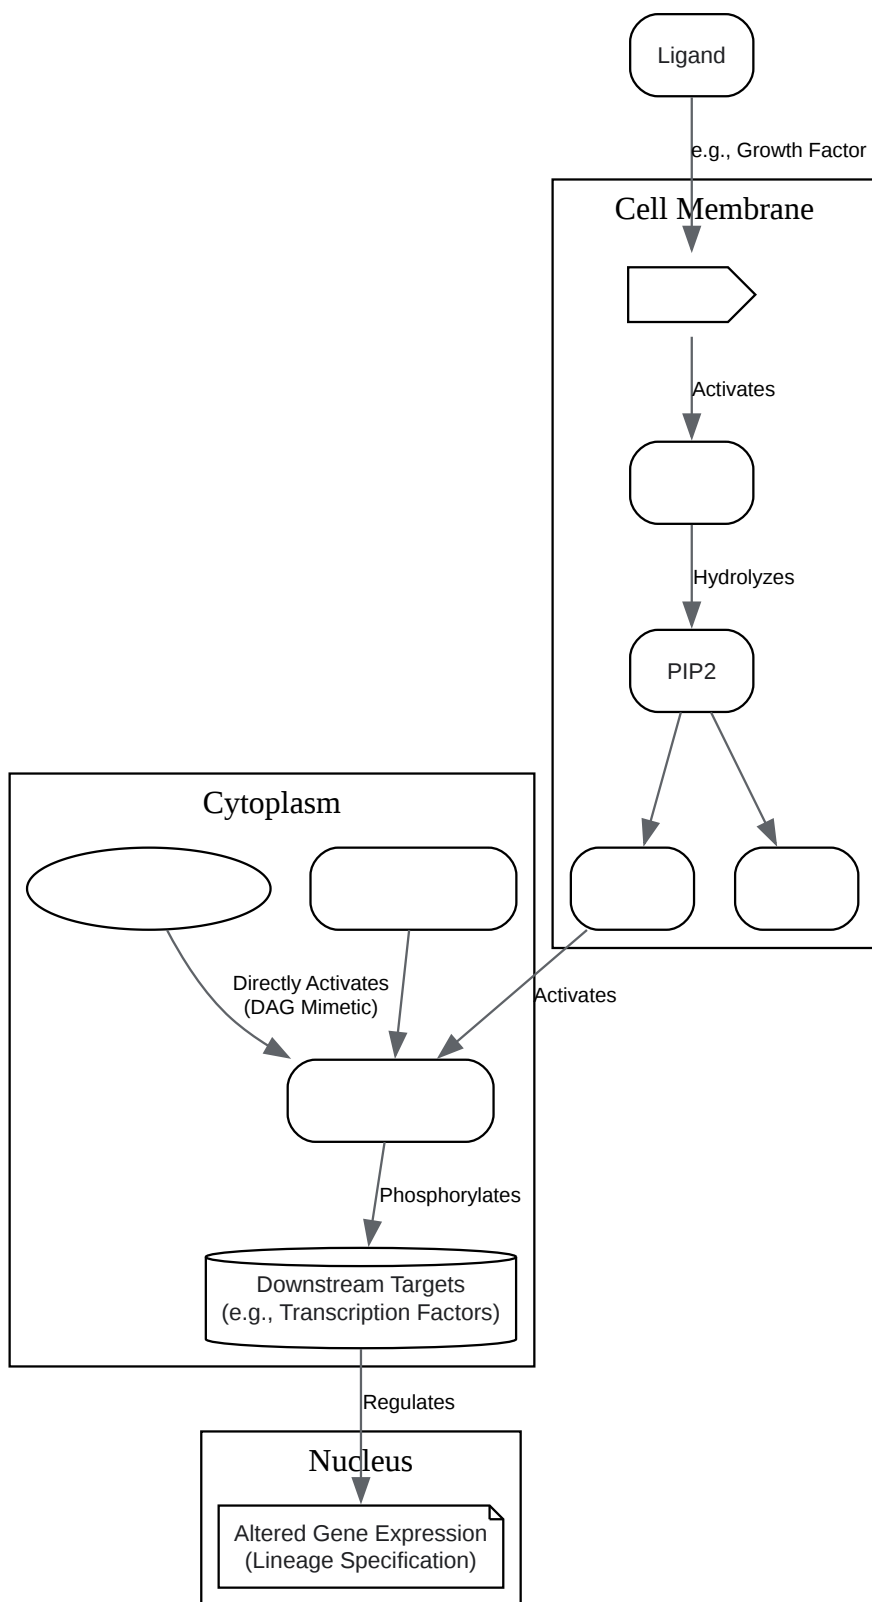 Ligand
e.g., Growth Factor
Cell Membrane
Activates
Hydrolyzes
PIP2
Cytoplasm
Directly Activates
(DAG Mimetic)
Activates
Phosphorylates
Downstream Targets
(e.g., Transcription Factors)
Regulates
Nucleus
Altered Gene Expression
(Lineage Specification)